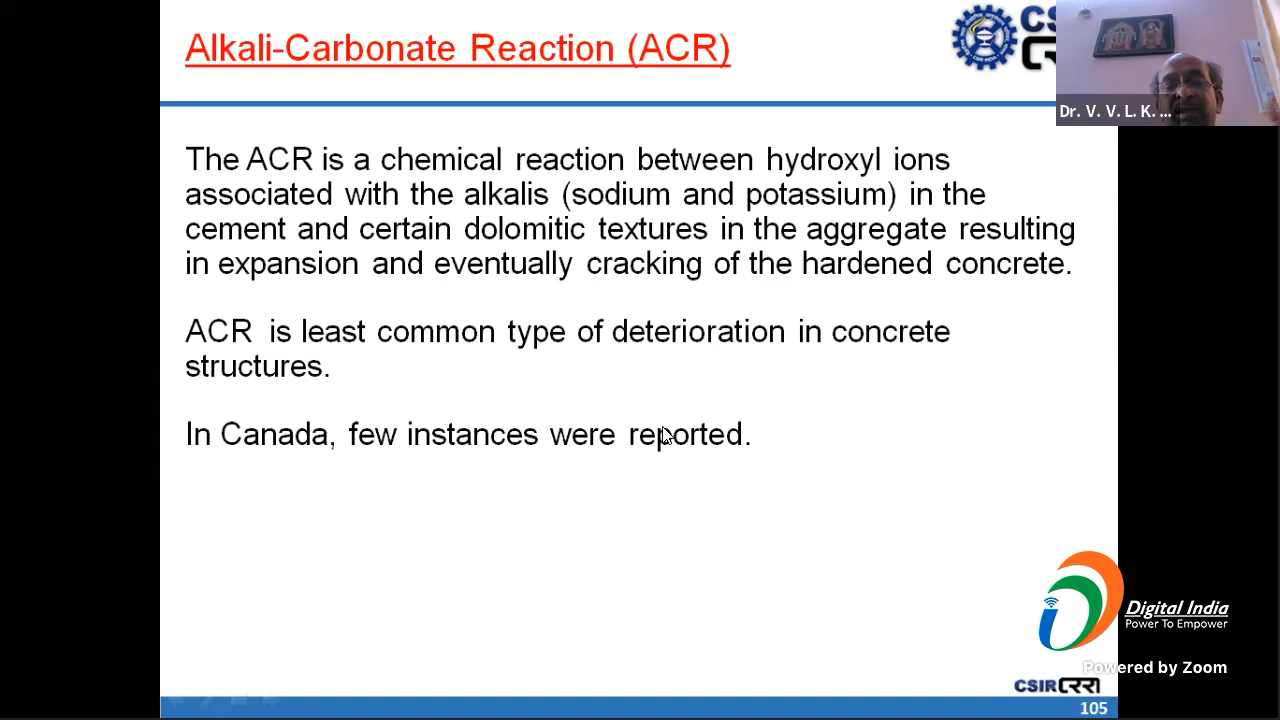 Alkali-Carbonate Reaction (ACR)
Dr. V. V. L. K. ...
The ACR is a chemical reaction between hydroxyl ions
associated with the alkalis (sodium and potassium) in the
cement and certain dolomitic textures in the aggregate resulting
in expansion and eventually cracking of the hardened concrete.
ACR is least common type of deterioration in concrete
structures.
In Canada, few instances were reported.
Digital India
Power To Empower
Powered by Zoom
CSIR CRRI
105